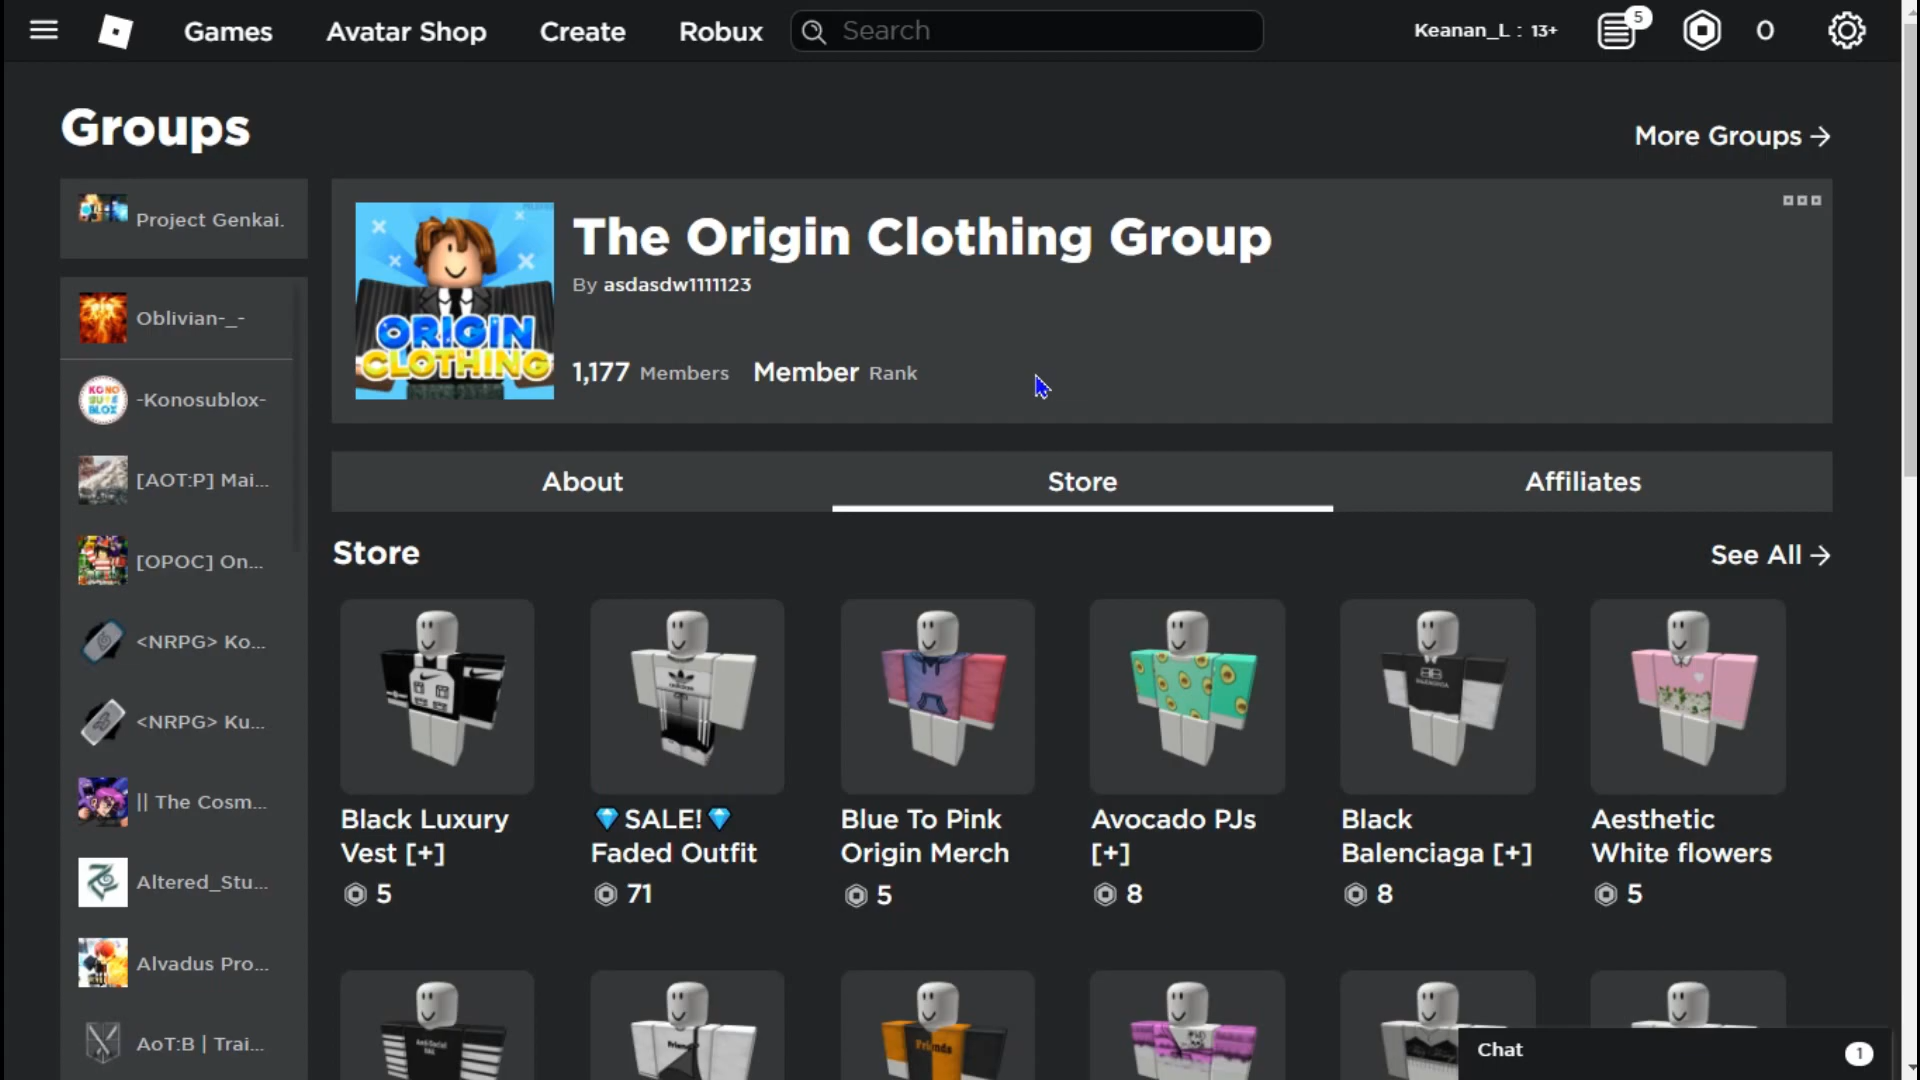 Games
Avatar Shop
Create
Robux
Search
Keanan_L : 13+
5
0
Groups
More Groups →
Project Genkai.
Oblivian-_-
-Konosublox-
[AOT:P] Mai...
[OPOC] On...
<NRPG> Ko...
<NRPG> Ku...
|| The Cosm...
Altered_Stu...
Alvadus Pro...
AoT:B | Trai...
ORIGIN
CLOTHING
The Origin Clothing Group
By asdasdw1111123
1,177 Members Member Rank
About
Store
Affiliates
Store
See All →
Black Luxury
Vest [+]
5
💎SALE!💎
Faded Outfit
71
Blue To Pink
Origin Merch
5
Avocado PJs
[+]
8
Black
Balenciaga [+]
8
Aesthetic
White flowers
5
adidas
Friends
Chat
1